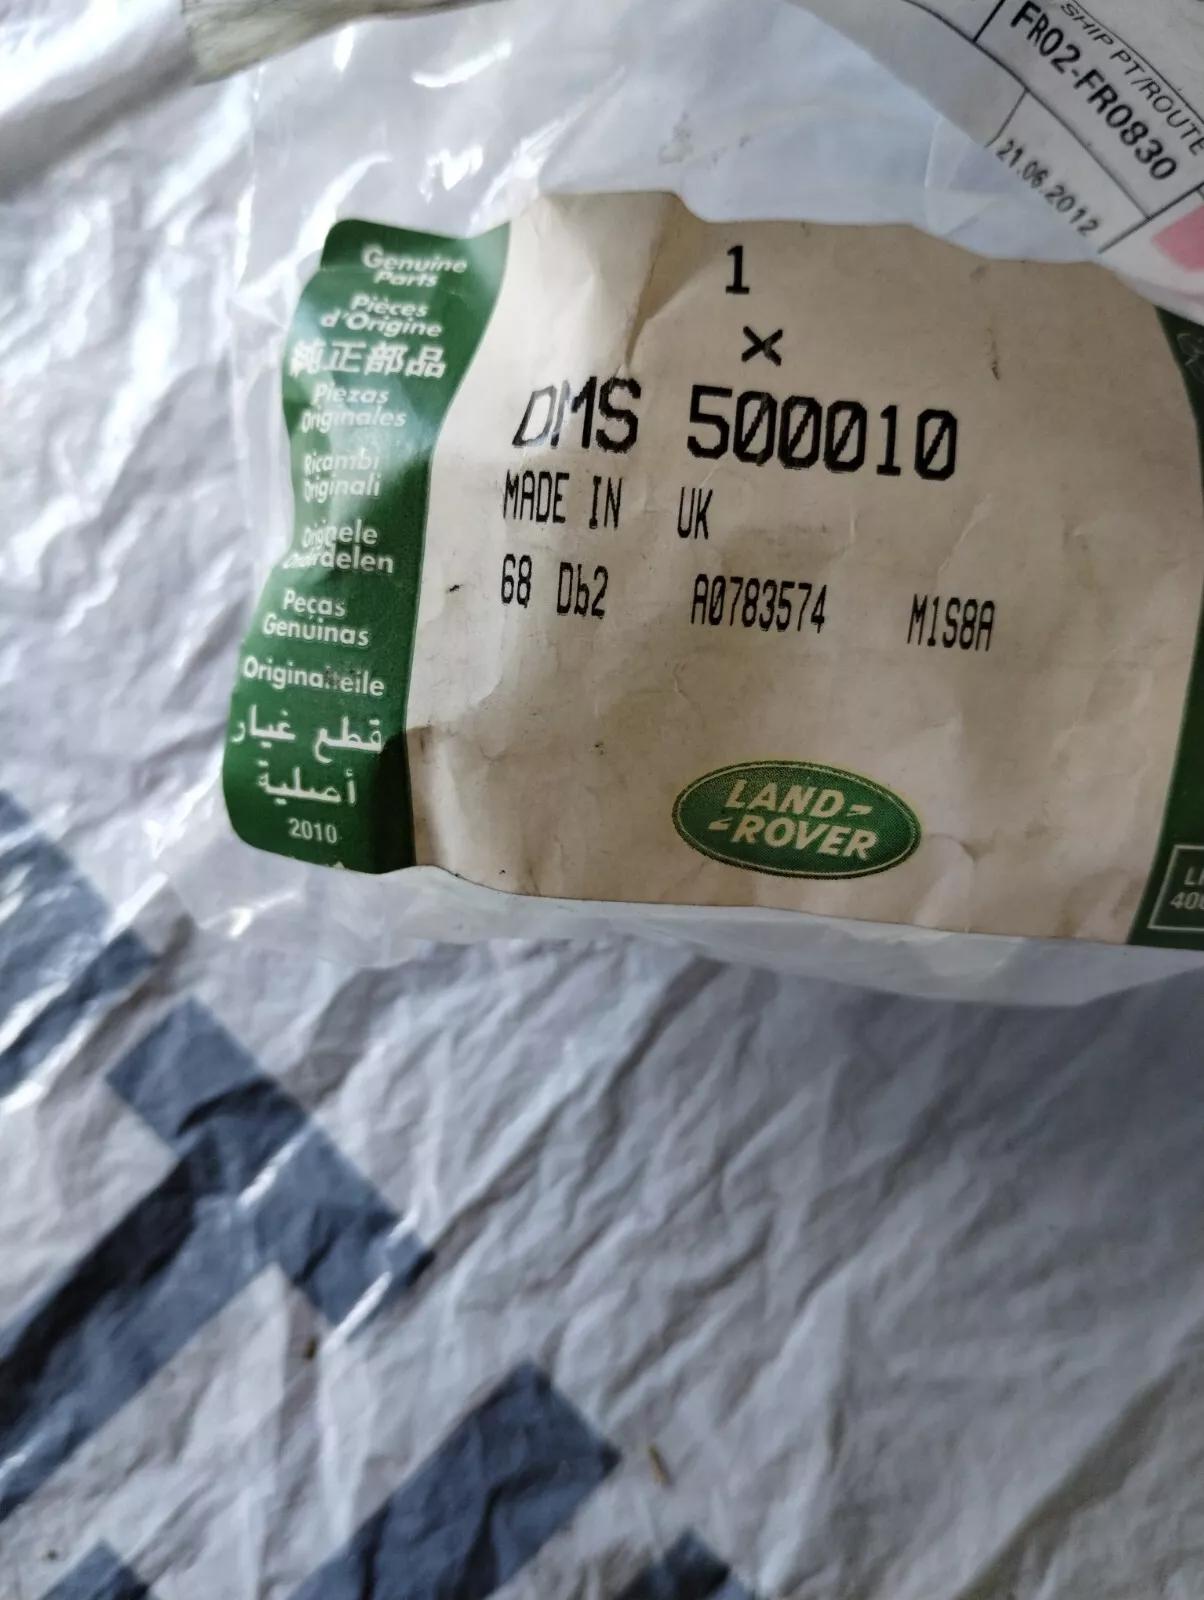 SHIP PT/ROUTE
FR02-FR0830
21.06.2012
Genuine
Parts
Pièces
d'Origine
純正部品
Piezas
Originales
Ricambi
Originali
Originele
Onderdelen
Peças
Genuinas
Originalteile
قطع غيار
أصلية
2010
1
x
DMS 500010
MADE IN UK
68 Db2 A0783574 M1S8A
LAND-
-ROVER